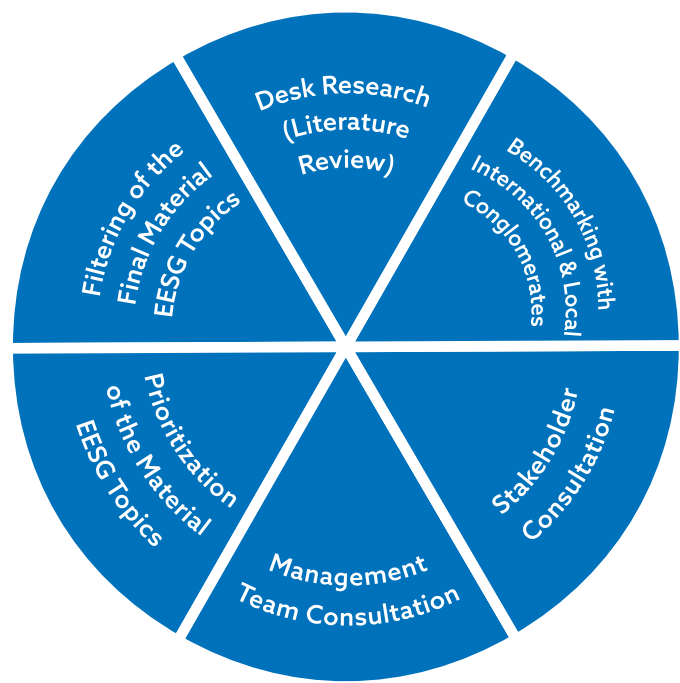 Desk Research
(Literature
Review)
Benchmarking with
International & Local
Conglomerates
Stakeholder
Consultation
Management
Team Consultation
Prioritization
of the Material
EESG Topics
Filtering of the
Final Material
EESG Topics